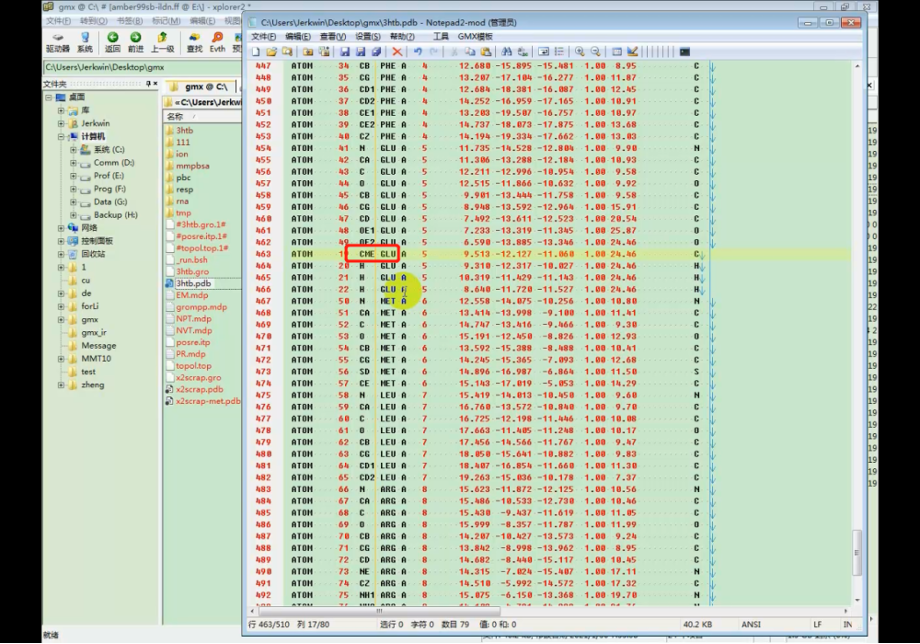 gmx @ C:\ # [amber99sb-ildn.ff @ E:\] - xplorer2
文件(F) 转到(O) 书签(B) 标记(M) 编辑(E) 视图
驱动器 系统 返回 前进 上一级 查找 Evth
C:\Users\Jerkwin\Desktop\gmx
文件夹
桌面
库
Jerkwin
计算机
系统 (C:)
Comm (D:)
Prof (E:)
Prog (F:)
Data (G:)
Backup (H:)
网络
控制面板
回收站
1
cu
de
forLi
gmx
gmx_ir
Message
MMT10
test
zheng
gmx @ C:\
« C:\Users\Jerkwi
名称
3htb
111
ion
mmpbsa
pbc
resp
rna
tmp
#3htb.gro.1#
#posre.itp.1#
#topol.top.1#
_run.bsh
3htb.gro
3htb.pdb
EM.mdp
grompp.mdp
NPT.mdp
NVT.mdp
posre.itp
PR.mdp
topol.top
x2scrap.gro
x2scrap.pdb
x2scrap-met.pdb
就绪
C:\Users\Jerkwin\Desktop\gmx\3htb.pdb - Notepad2-mod (管理员)
文件(F) 编辑(E) 查看(V) 设置(S) 帮助(?) 工具 GMX模板
447 ATOM 34 CB PHE A 4 12.680 -15.895 -15.481 1.00 8.95 C
448 ATOM 35 CG PHE A 4 13.207 -17.104 -16.277 1.00 11.87 C
449 ATOM 36 CD1 PHE A 4 12.684 -18.381 -16.087 1.00 12.45 C
450 ATOM 37 CD2 PHE A 4 14.252 -16.959 -17.165 1.00 10.91 C
451 ATOM 38 CE1 PHE A 4 13.203 -19.507 -16.757 1.00 10.97 C
452 ATOM 39 CE2 PHE A 4 14.737 -18.073 -17.875 1.00 13.68 C
453 ATOM 40 CZ PHE A 4 14.194 -19.334 -17.662 1.00 13.03 C
454 ATOM 41 N GLU A 5 11.735 -14.528 -12.804 1.00 9.90 N
455 ATOM 42 CA GLU A 5 11.306 -13.288 -12.184 1.00 10.93 C
456 ATOM 43 C GLU A 5 12.211 -12.996 -10.954 1.00 9.58 C
457 ATOM 44 O GLU A 5 12.515 -11.866 -10.632 1.00 9.92 O
458 ATOM 45 CB GLU A 5 9.901 -13.444 -11.758 1.00 9.58 C
459 ATOM 46 CG GLU A 5 8.948 -13.592 -12.964 1.00 15.91 C
460 ATOM 47 CD GLU A 5 7.492 -13.611 -12.523 1.00 20.54 C
461 ATOM 48 OE1 GLU A 5 7.233 -13.319 -11.345 1.00 25.87 O
462 ATOM 49 OE2 GLU A 5 6.590 -13.885 -13.346 1.00 24.46 O
463 ATOM 19 CME GLU A 5 9.513 -12.127 -11.060 1.00 24.46 C
464 ATOM 20 H GLU A 5 9.310 -12.317 -10.027 1.00 24.46 H
465 ATOM 21 H GLU A 5 10.319 -11.429 -11.143 1.00 24.46 H
466 ATOM 22 H GLU A 5 8.640 -11.720 -11.527 1.00 24.46 H
467 ATOM 50 N MET A 6 12.558 -14.075 -10.256 1.00 10.80 N
468 ATOM 51 CA MET A 6 13.414 -13.998 -9.100 1.00 11.41 C
469 ATOM 52 C MET A 6 14.747 -13.416 -9.466 1.00 9.30 C
470 ATOM 53 O MET A 6 15.191 -12.450 -8.826 1.00 12.93 O
471 ATOM 54 CB MET A 6 13.592 -15.388 -8.488 1.00 10.41 C
472 ATOM 55 CG MET A 6 14.245 -15.365 -7.093 1.00 12.68 C
473 ATOM 56 SD MET A 6 14.896 -16.987 -6.864 1.00 11.50 S
474 ATOM 57 CE MET A 6 15.143 -17.019 -5.053 1.00 14.29 C
475 ATOM 58 N LEU A 7 15.419 -14.013 -10.450 1.00 9.60 N
476 ATOM 59 CA LEU A 7 16.760 -13.572 -10.840 1.00 9.70 C
477 ATOM 60 C LEU A 7 16.725 -12.198 -11.446 1.00 10.08 C
478 ATOM 61 O LEU A 7 17.663 -11.405 -11.248 1.00 10.17 O
479 ATOM 62 CB LEU A 7 17.456 -14.566 -11.767 1.00 9.47 C
480 ATOM 63 CG LEU A 7 18.050 -15.641 -10.882 1.00 9.83 C
481 ATOM 64 CD1 LEU A 7 18.407 -16.854 -11.660 1.00 11.30 C
482 ATOM 65 CD2 LEU A 7 19.263 -15.036 -10.178 1.00 7.37 C
483 ATOM 66 N ARG A 8 15.623 -11.872 -12.125 1.00 10.56 N
484 ATOM 67 CA ARG A 8 15.486 -10.533 -12.730 1.00 10.46 C
485 ATOM 68 C ARG A 8 15.430 -9.437 -11.619 1.00 11.05 C
486 ATOM 69 O ARG A 8 15.999 -8.357 -11.787 1.00 11.99 O
487 ATOM 70 CB ARG A 8 14.207 -10.427 -13.573 1.00 9.24 C
488 ATOM 71 CG ARG A 8 13.842 -8.998 -13.962 1.00 8.95 C
489 ATOM 72 CD ARG A 8 14.682 -8.440 -15.117 1.00 10.45 C
490 ATOM 73 NE ARG A 8 14.315 -7.024 -15.407 1.00 17.11 N
491 ATOM 74 CZ ARG A 8 14.510 -5.992 -14.572 1.00 17.32 C
492 ATOM 75 NH1 ARG A 8 15.075 -6.150 -13.368 1.00 17.71 N
行 463/510 列 17/80 选行 0 字符 0 数目 79 值: 0 和: 0 40.2 KB ANSI LF IN